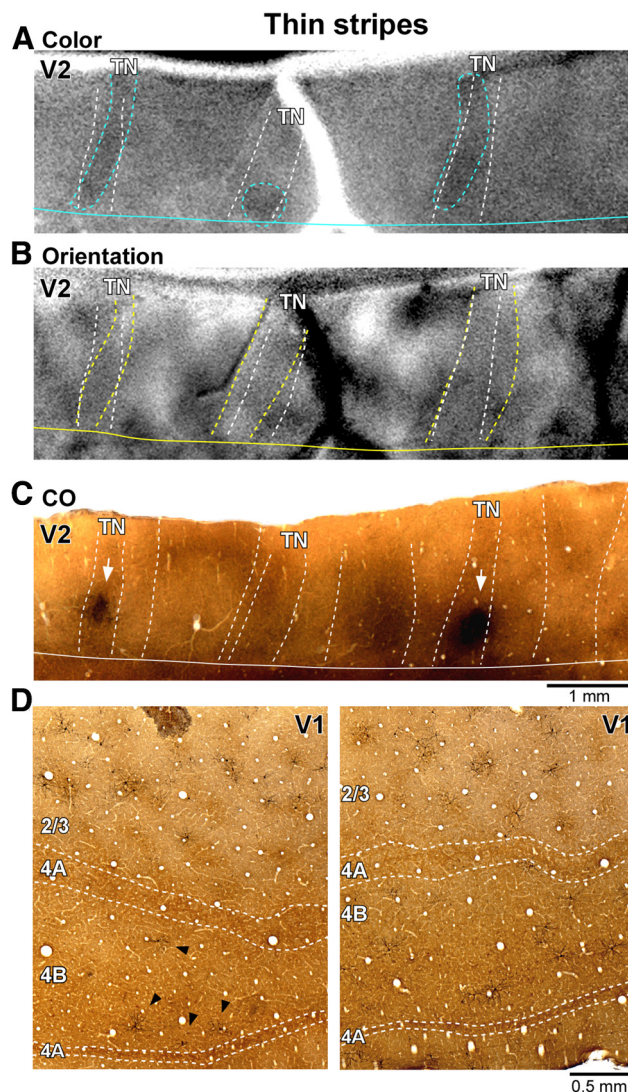 Thin stripes
A Color
V2 TN TN TN
B Orientation
V2 TN TN TN
C CO
V2 TN TN TN
1 mm
D V1 V1
2/3 2/3
4A 4A
4B 4B
4A 4A
0.5 mm